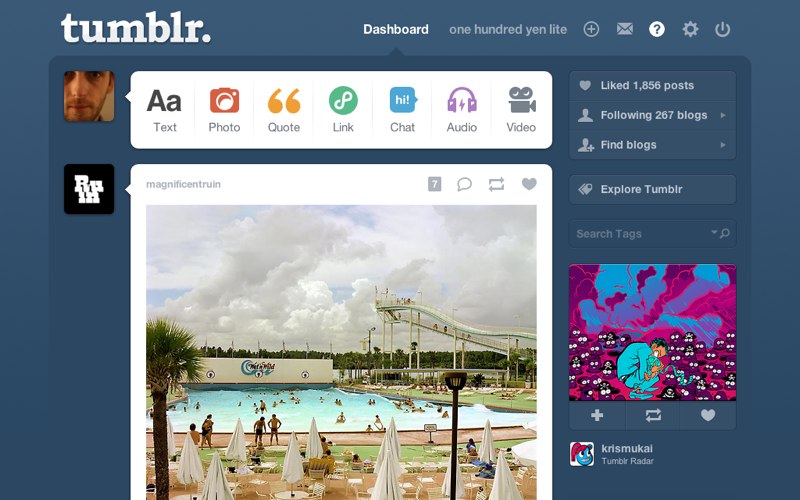 tumblr.
Dashboard
one hundred yen lite
?
Aa
hi!
Text
Photo
Quote
Link
Chat
Audio
Video
Liked 1,856 posts
Following 267 blogs
Find blogs
Explore Tumblr
Search Tags
magnificentruin
7
Ruin
krismukai
Tumblr Radar